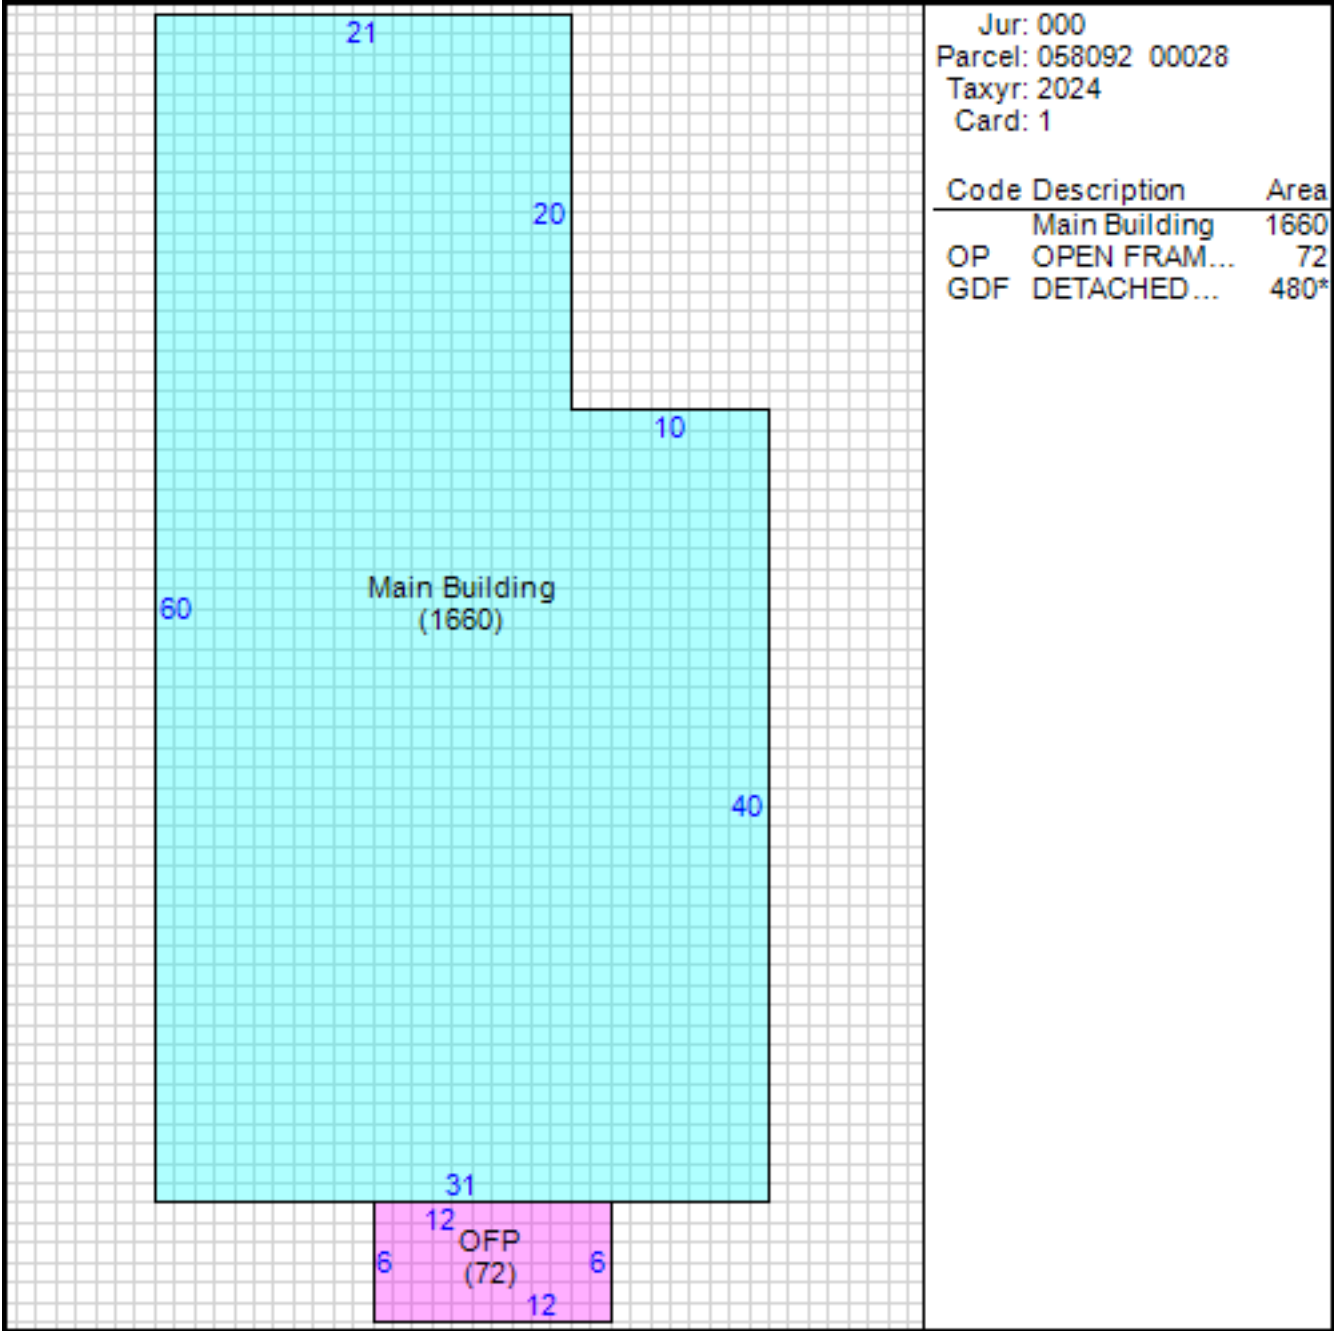 21
20
10
Main Building
(1660)
60
40
31
12
OFP
6
6
(72)
12
Jur: 000
Parcel: 058092 00028
Taxyr: 2024
Card: 1
Code Description Area
Main Building 1660
OP OPEN FRAM... 72
GDF DETACHED... 480*